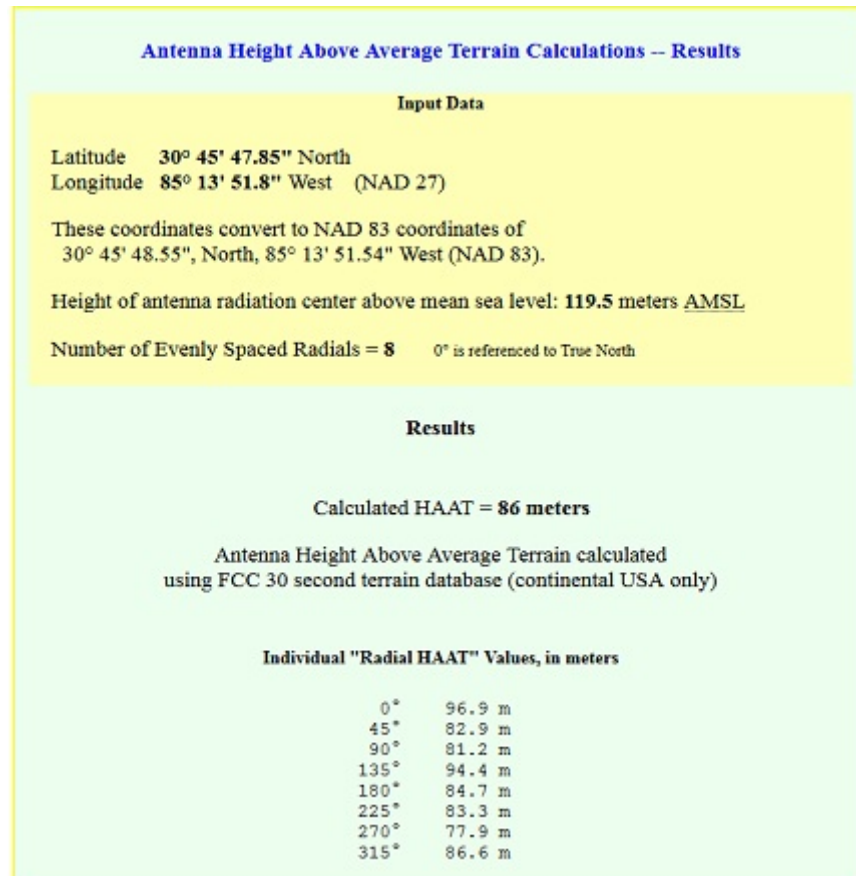 Antenna Height Above Average Terrain Calculations -- Results
Input Data
Latitude 30° 45' 47.85" North
Longitude 85° 13' 51.8" West (NAD 27)
These coordinates convert to NAD 83 coordinates of
30° 45' 48.55", North, 85° 13' 51.54" West (NAD 83).
Height of antenna radiation center above mean sea level: 119.5 meters AMSL
Number of Evenly Spaced Radials = 8 0° is referenced to True North
Results
Calculated HAAT = 86 meters
Antenna Height Above Average Terrain calculated
using FCC 30 second terrain database (continental USA only)
Individual "Radial HAAT" Values, in meters
0° 96.9 m
45° 82.9 m
90° 81.2 m
135° 94.4 m
180° 84.7 m
225° 83.3 m
270° 77.9 m
315° 86.6 m